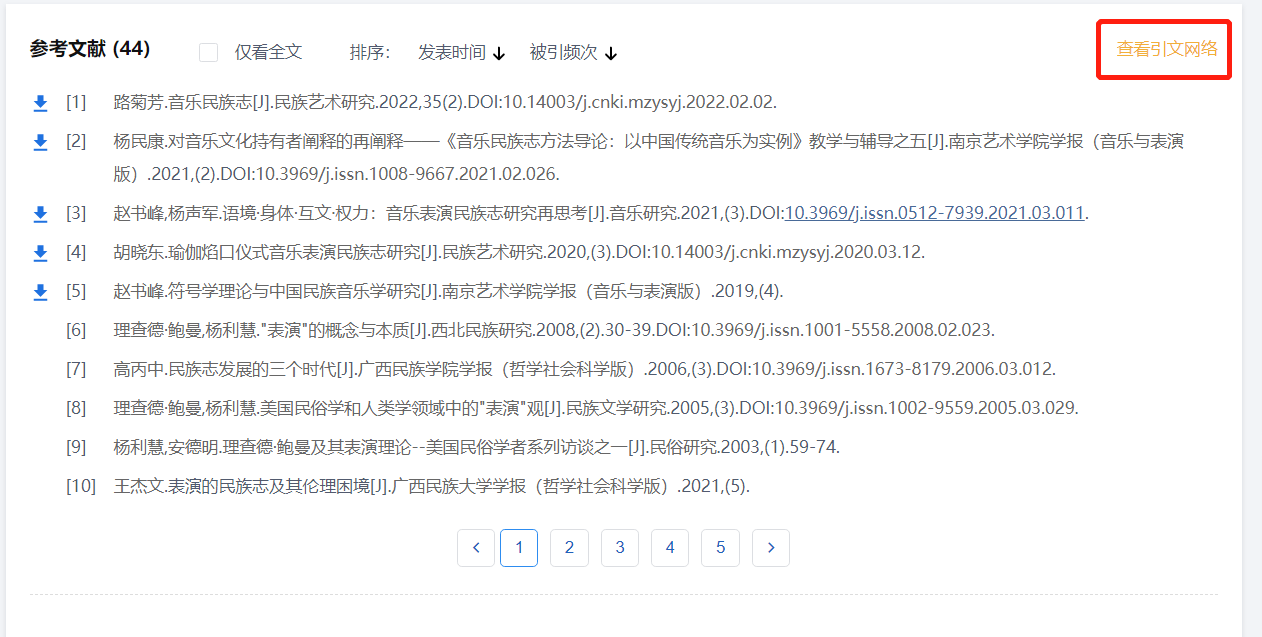 参考文献 (44)
仅看全文
排序：
发表时间
被引频次
查看引文网络
[1] 路菊芳.音乐民族志[J].民族艺术研究.2022,35(2).DOI:10.14003/j.cnki.mzysyj.2022.02.02.
[2] 杨民康.对音乐文化持有者阐释的再阐释——《音乐民族志方法导论：以中国传统音乐为实例》教学与辅导之五[J].南京艺术学院学报（音乐与表演
版）.2021,(2).DOI:10.3969/j.issn.1008-9667.2021.02.026.
[3] 赵书峰,杨声军.语境·身体·互文·权力：音乐表演民族志研究再思考[J].音乐研究.2021,(3).DOI:10.3969/j.issn.0512-7939.2021.03.011.
[4] 胡晓东.瑜伽焰口仪式音乐表演民族志研究[J].民族艺术研究.2020,(3).DOI:10.14003/j.cnki.mzysyj.2020.03.12.
[5] 赵书峰.符号学理论与中国民族音乐学研究[J].南京艺术学院学报（音乐与表演版）.2019,(4).
[6] 理查德·鲍曼,杨利慧."表演"的概念与本质[J].西北民族研究.2008,(2).30-39.DOI:10.3969/j.issn.1001-5558.2008.02.023.
[7] 高丙中.民族志发展的三个时代[J].广西民族学院学报（哲学社会科学版）.2006,(3).DOI:10.3969/j.issn.1673-8179.2006.03.012.
[8] 理查德·鲍曼,杨利慧.美国民俗学和人类学领域中的"表演"观[J].民族文学研究.2005,(3).DOI:10.3969/j.issn.1002-9559.2005.03.029.
[9] 杨利慧,安德明.理查德·鲍曼及其表演理论--美国民俗学者系列访谈之一[J].民俗研究.2003,(1).59-74.
[10] 王杰文.表演的民族志及其伦理困境[J].广西民族大学学报（哲学社会科学版）.2021,(5).
1 2 3 4 5